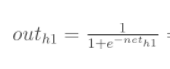 $out_{h1} = \frac{1}{1+e^{-net_{h1}}} =$